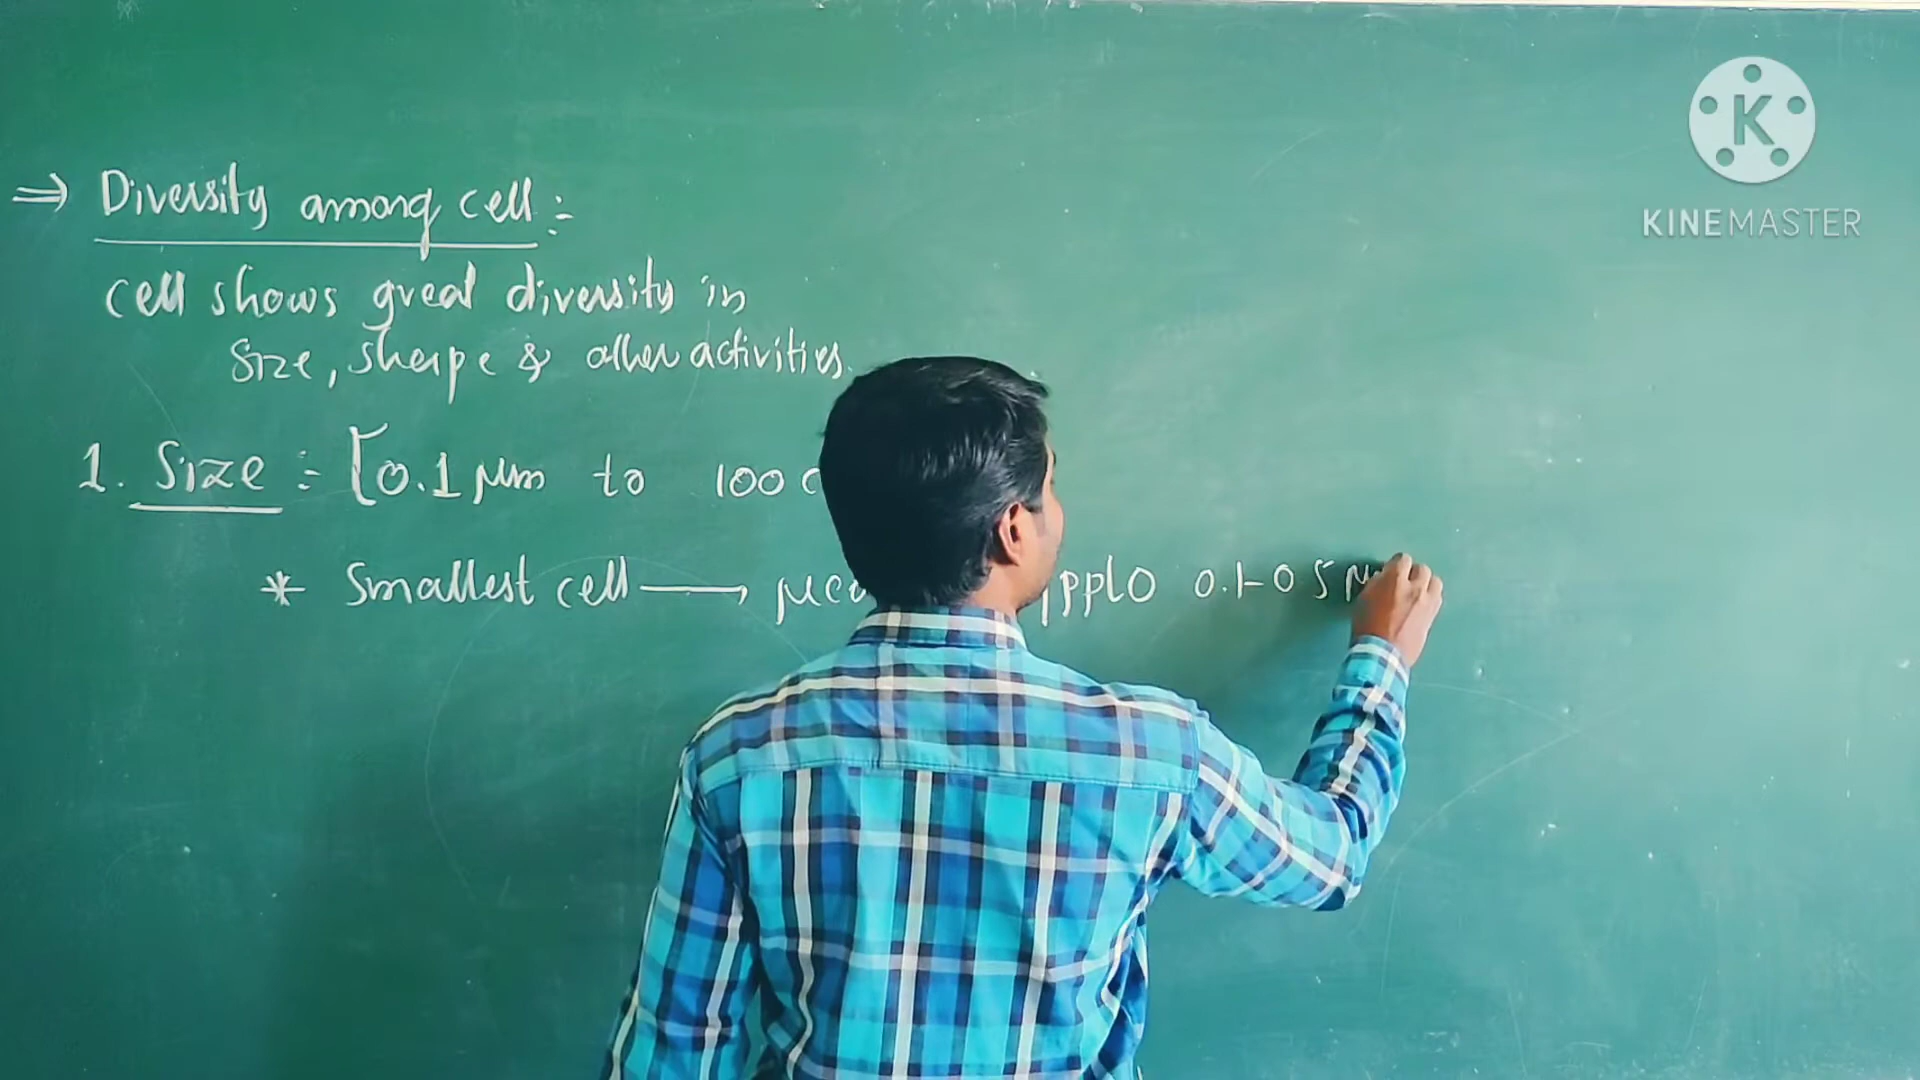 ⇒ Diversity among cell :-
cell shows great diversity in
Size, shape & other activities.
1. Size :- [0.1 μm to 100 c
* Smallest cell → PPLO 0.1-0.5 μ
K
KINEMASTER